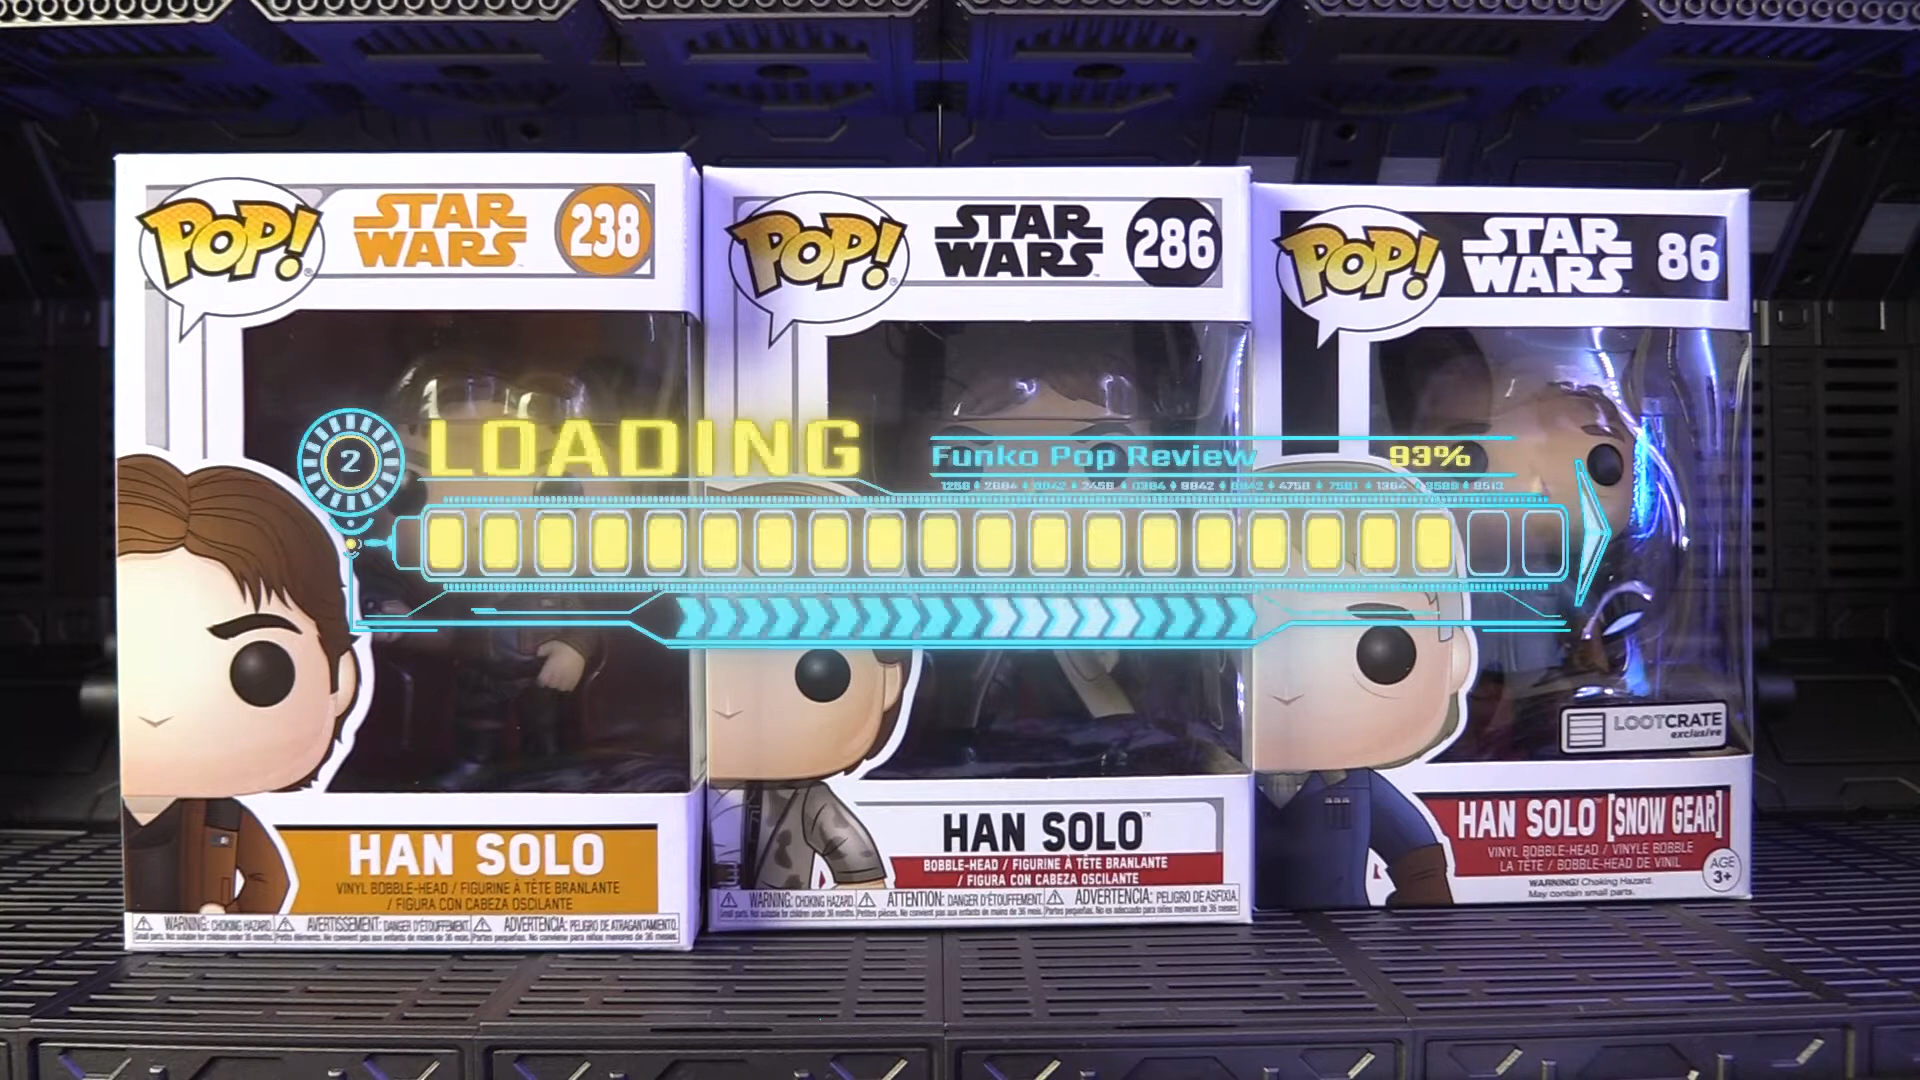 POP!
STAR WARS
238
POP!
STAR WARS
286
POP!
STAR WARS
86
2
LOADING
Funko Pop Review
93%
LOOTCRATE
exclusive
HAN SOLO
VINYL BOBBLE-HEAD / FIGURINE À TÊTE BRANLANTE
/ FIGURA CON CABEZA OSCILANTE
WARNING: CHOKING HAZARD.
AVERTISSEMENT: DANGER D'ÉTOUFFEMENT.
ADVERTENCIA: PELIGRO DE ATRAGANTAMIENTO.
HAN SOLO™
BOBBLE-HEAD / FIGURINE À TÊTE BRANLANTE
/ FIGURA CON CABEZA OSCILANTE
WARNING: CHOKING HAZARD.
ATTENTION: DANGER D'ÉTOUFFEMENT.
ADVERTENCIA: PELIGRO DE ASFIXIA.
HAN SOLO™ [SNOW GEAR]
VINYL BOBBLE-HEAD / VINYLE BOBBLE
LA TÊTE / BOBBLE-HEAD DE VINIL
WARNING! Choking Hazard.
May contain small parts.
AGE
3+